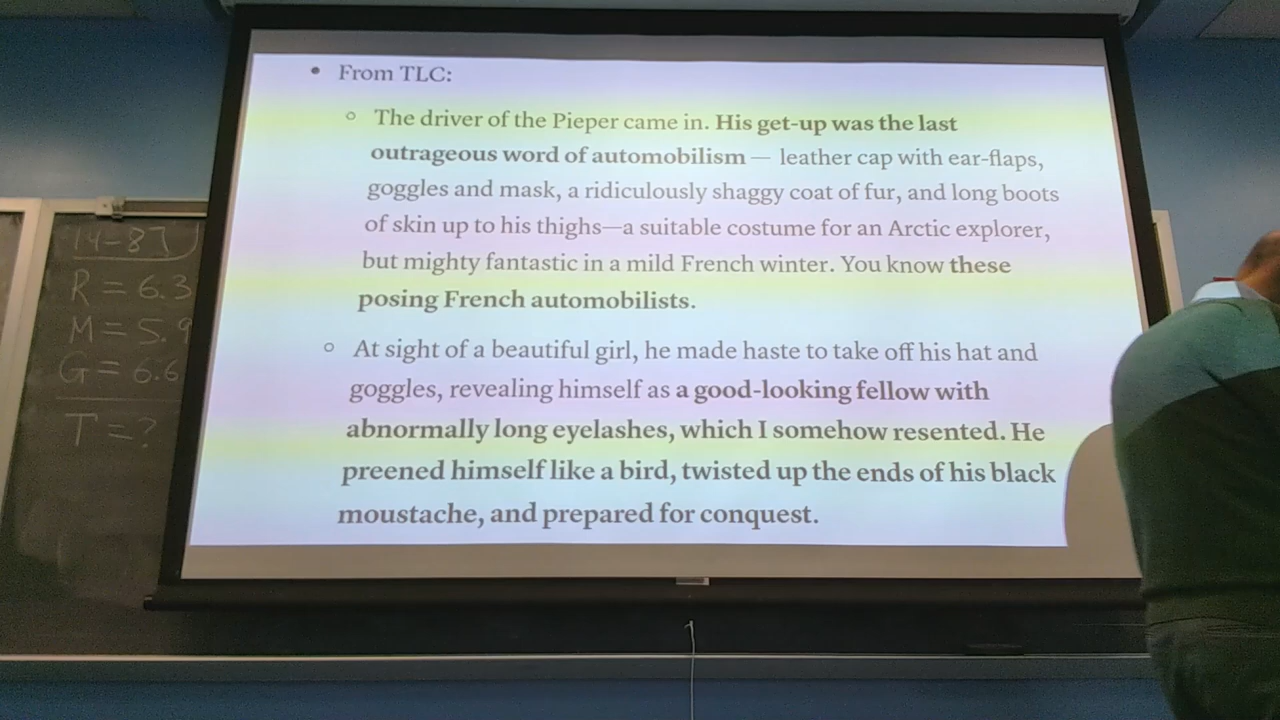 • From TLC:
○ The driver of the Pieper came in. His get-up was the last
outrageous word of automobilism — leather cap with ear-flaps,
goggles and mask, a ridiculously shaggy coat of fur, and long boots
of skin up to his thighs—a suitable costume for an Arctic explorer,
but mighty fantastic in a mild French winter. You know these
posing French automobilists.
○ At sight of a beautiful girl, he made haste to take off his hat and
goggles, revealing himself as a good-looking fellow with
abnormally long eyelashes, which I somehow resented. He
preened himself like a bird, twisted up the ends of his black
moustache, and prepared for conquest.
14-87
R = 6.3
M = 5.9
G = 6.6
T = ?